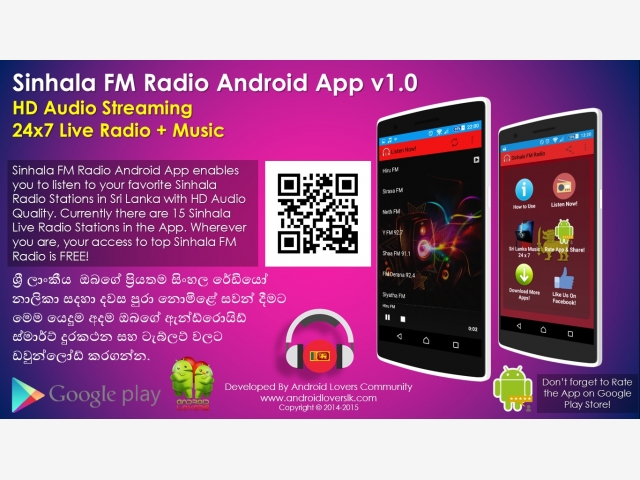 Sinhala FM Radio Android App v1.0
HD Audio Streaming
24x7 Live Radio + Music
Sinhala FM Radio Android App enables
you to listen to your favorite Sinhala
Radio Stations in Sri Lanka with HD Audio
Quality. Currently there are 15 Sinhala
Live Radio Stations in the App. Wherever
you are, your access to top Sinhala FM
Radio is FREE!
ශ්‍රී ලාංකීය ඔබගේ ප්‍රියතම සිංහල රේඩියෝ
නාලිකා සදහා දවස පුරා නොමිළේ සවන් දීමට
මෙම යෙදුම අදම ඔබගේ ඇන්ඩ්රොයිඩ්
ස්මාර්ට් දුරකථන සහ ටැබ්ලට් වලට
ඩවුන්ලෝඩ් කරගන්න.
Google play
Developed By Android Lovers Community
www.androidloverslk.com
Copyright © 2014-2015
Listen Now!
Hiru FM
Sirasa FM
Neth FM
Y FM 92.7
Shaa FM 91.1
FM Derana 92.4
Siyatha FM
0:02
Sinhala FM Radio
How to Use
Listen Now!
Sri Lanka Music
24 x 7
Rate App & Share!
Download More
Apps!
Like Us On
Facebook!
Don't forget to Rate
the App on Google
Play Store!